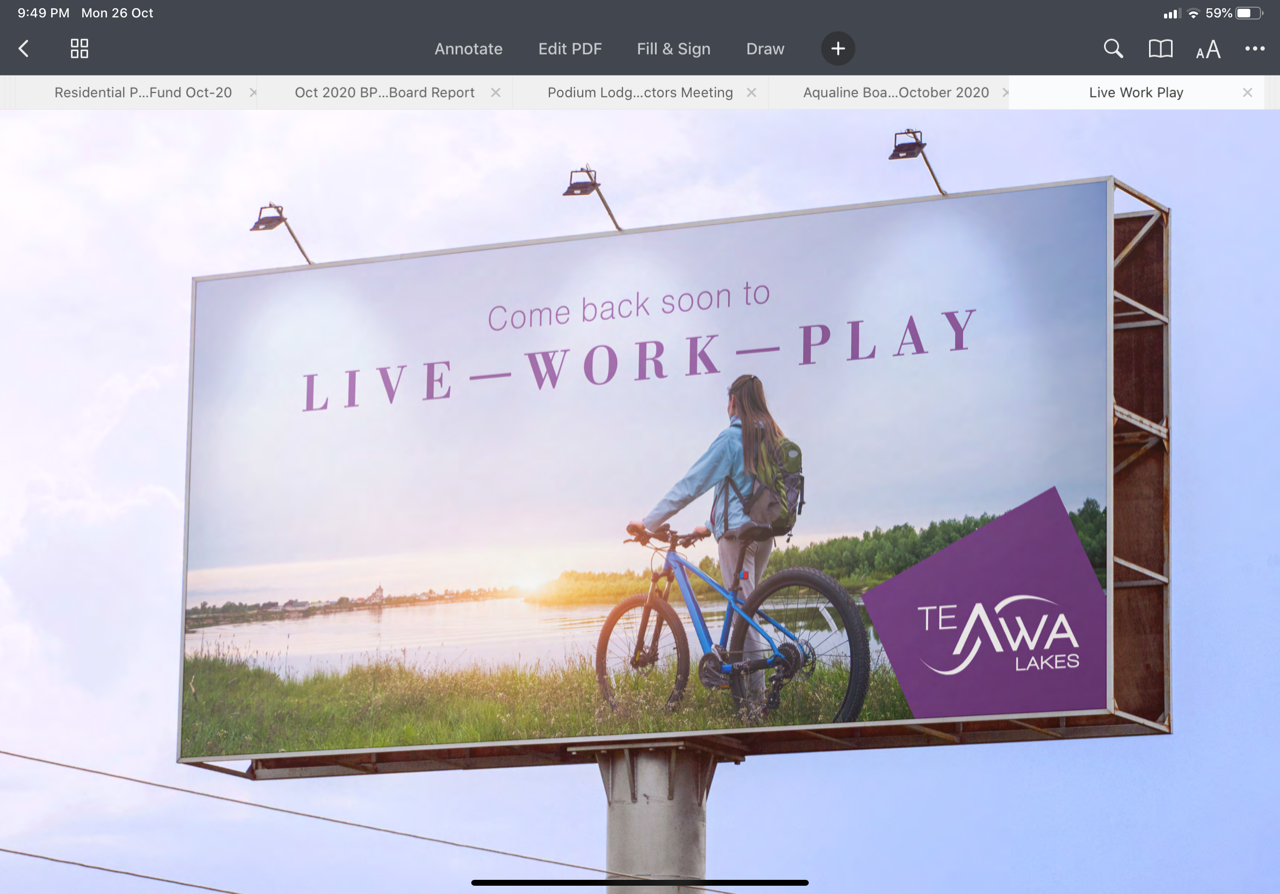 9:49 PM Mon 26 Oct 59%
Annotate Edit PDF Fill & Sign Draw
AA
Residential P...Fund Oct-20 Oct 2020 BP...Board Report Podium Lodg...ctors Meeting Aqualine Boa...October 2020 Live Work Play
Come back soon to
LIVE—WORK—PLAY
TE AWA
LAKES